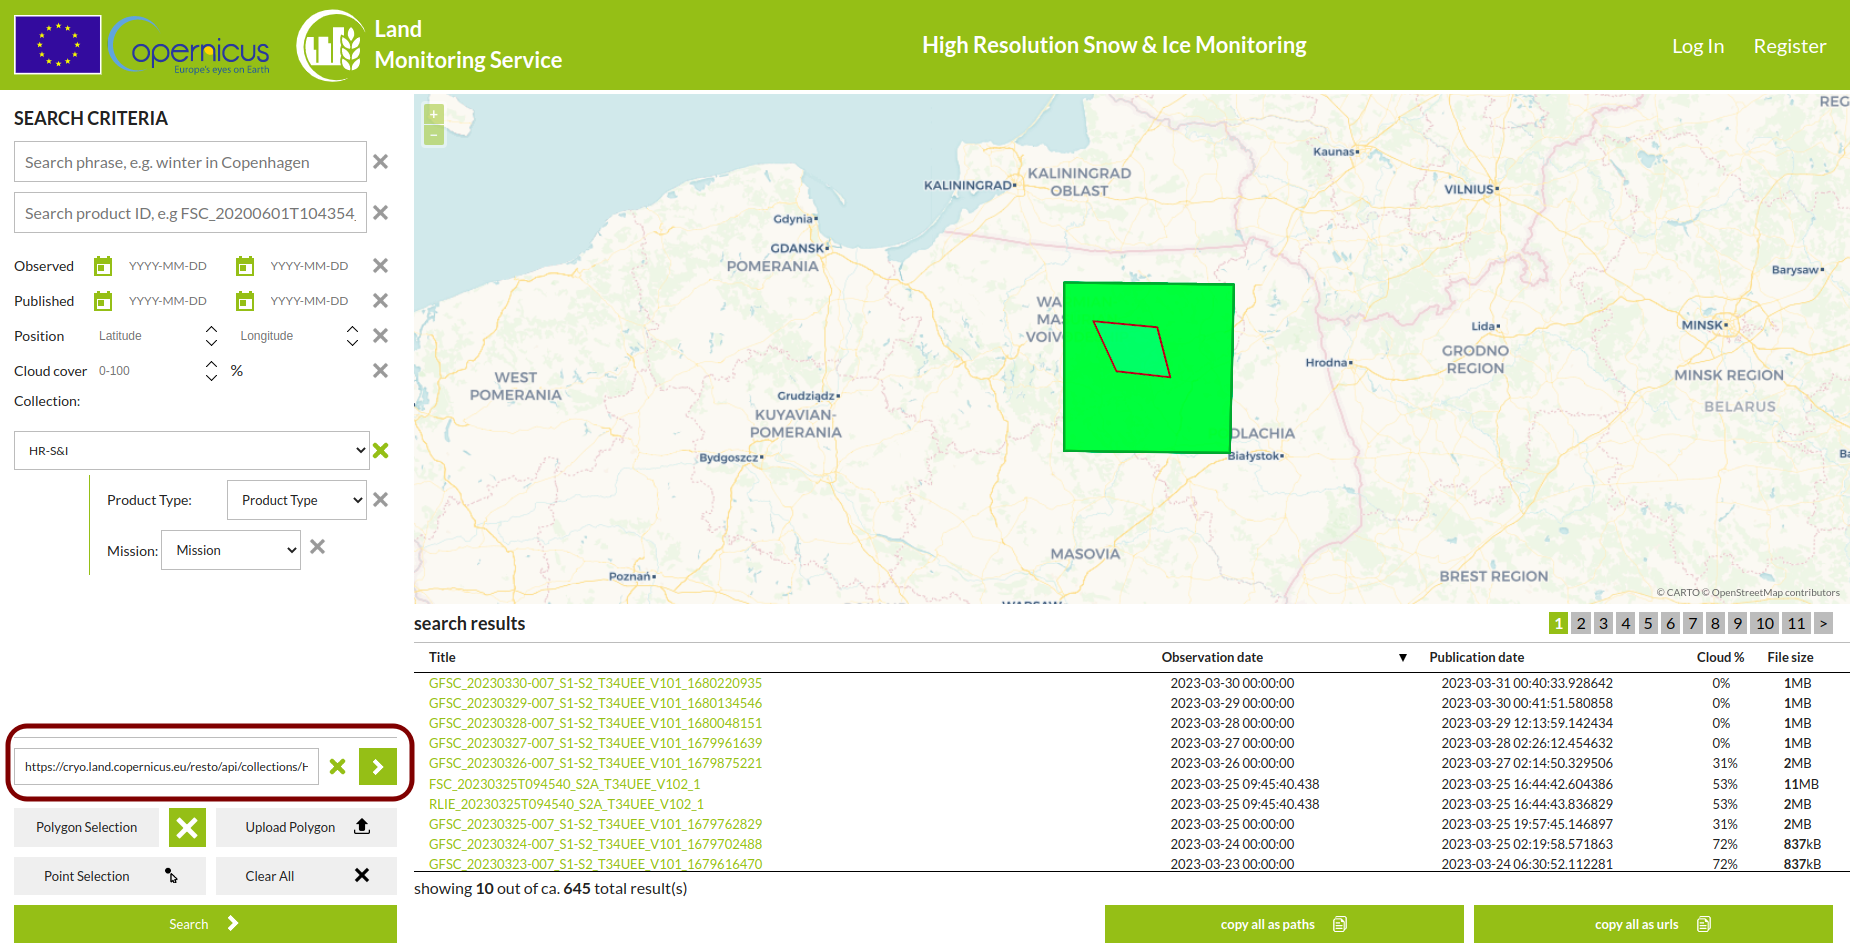 opernicus
Europe's eyes on Earth
Land
Monitoring Service
High Resolution Snow & Ice Monitoring
Log In
Register
SEARCH CRITERIA
Search phrase, e.g. winter in Copenhagen
Search product ID, e.g FSC_20200601T104354_
Observed YYYY-MM-DD YYYY-MM-DD
Published YYYY-MM-DD YYYY-MM-DD
Position Latitude Longitude
Cloud cover 0-100 %
Collection:
HR-S&I
Product Type: Product Type
Mission: Mission
https://cryo.land.copernicus.eu/resto/api/collections/H
Polygon Selection
Upload Polygon
Point Selection
Clear All
Search
+
−
REG
Kaunas
KALININGRAD
KALININGRAD
OBLAST
VILNIUS
Gdynia
GDANSK
POMERANIA
Barysaw
WA
MAS
VOIV
Lida
MINSK
GRODNO
REGION
Hrodna
WEST
POMERANIA
MINSK REGION
BELARUS
Grudziądz
KUYAVIAN-
POMERANIA
DLACHIA
Białystok
Bydgoszcz
Ba
MASOVIA
Poznań
BREST REGION
WARSAW
© CARTO © OpenStreetMap contributors
search results
1 2 3 4 5 6 7 8 9 10 11 >
Title Observation date ▼ Publication date Cloud % File size
GFSC_20230330-007_S1-S2_T34UEE_V101_1680220935 2023-03-30 00:00:00 2023-03-31 00:40:33.928642 0% 1MB
GFSC_20230329-007_S1-S2_T34UEE_V101_1680134546 2023-03-29 00:00:00 2023-03-30 00:41:51.580858 0% 1MB
GFSC_20230328-007_S1-S2_T34UEE_V101_1680048151 2023-03-28 00:00:00 2023-03-29 12:13:59.142434 0% 1MB
GFSC_20230327-007_S1-S2_T34UEE_V101_1679961639 2023-03-27 00:00:00 2023-03-28 02:26:12.454632 0% 1MB
GFSC_20230326-007_S1-S2_T34UEE_V101_1679875221 2023-03-26 00:00:00 2023-03-27 02:14:50.329506 31% 2MB
FSC_20230325T094540_S2A_T34UEE_V102_1 2023-03-25 09:45:40.438 2023-03-25 16:44:42.604386 53% 11MB
RLIE_20230325T094540_S2A_T34UEE_V102_1 2023-03-25 09:45:40.438 2023-03-25 16:44:43.836829 53% 2MB
GFSC_20230325-007_S1-S2_T34UEE_V101_1679762829 2023-03-25 00:00:00 2023-03-25 19:57:45.146897 31% 2MB
GFSC_20230324-007_S1-S2_T34UEE_V101_1679702488 2023-03-24 00:00:00 2023-03-25 02:19:58.571863 72% 837kB
GFSC_20230323-007_S1-S2_T34UEE_V101_1679616470 2023-03-23 00:00:00 2023-03-24 06:30:52.112281 72% 837kB
showing 10 out of ca. 645 total result(s)
copy all as paths
copy all as urls